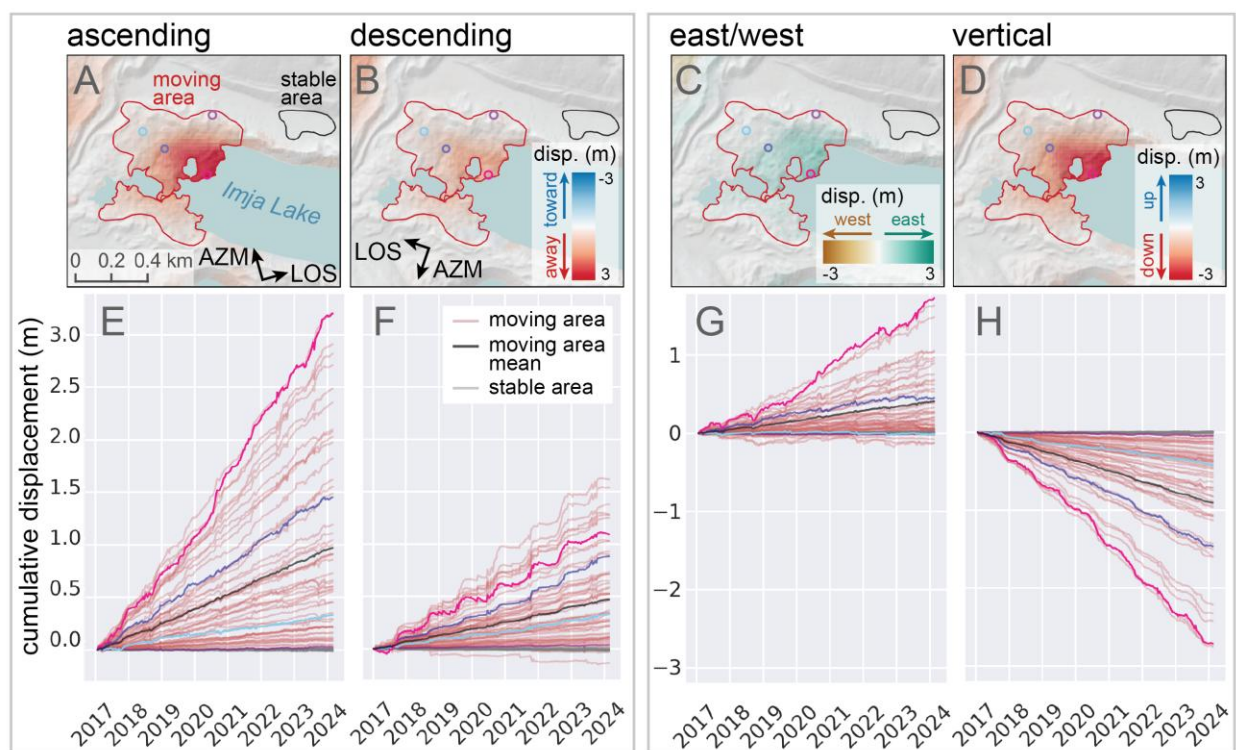 ascending
descending
east/west
vertical
A
moving
area
stable
area
Imja Lake
0 0.2 0.4 km
AZM
LOS
B
disp. (m)
-3
toward
away
3
LOS
AZM
C
disp. (m)
west east
-3 3
D
disp. (m)
3
up
down
-3
cumulative displacement (m)
E
3.0
2.5
2.0
1.5
1.0
0.5
0.0
2017 2018 2019 2020 2021 2022 2023 2024
F
moving area
moving area
mean
stable area
2017 2018 2019 2020 2021 2022 2023 2024
G
1
0
−1
−2
−3
2017 2018 2019 2020 2021 2022 2023 2024
H
2017 2018 2019 2020 2021 2022 2023 2024